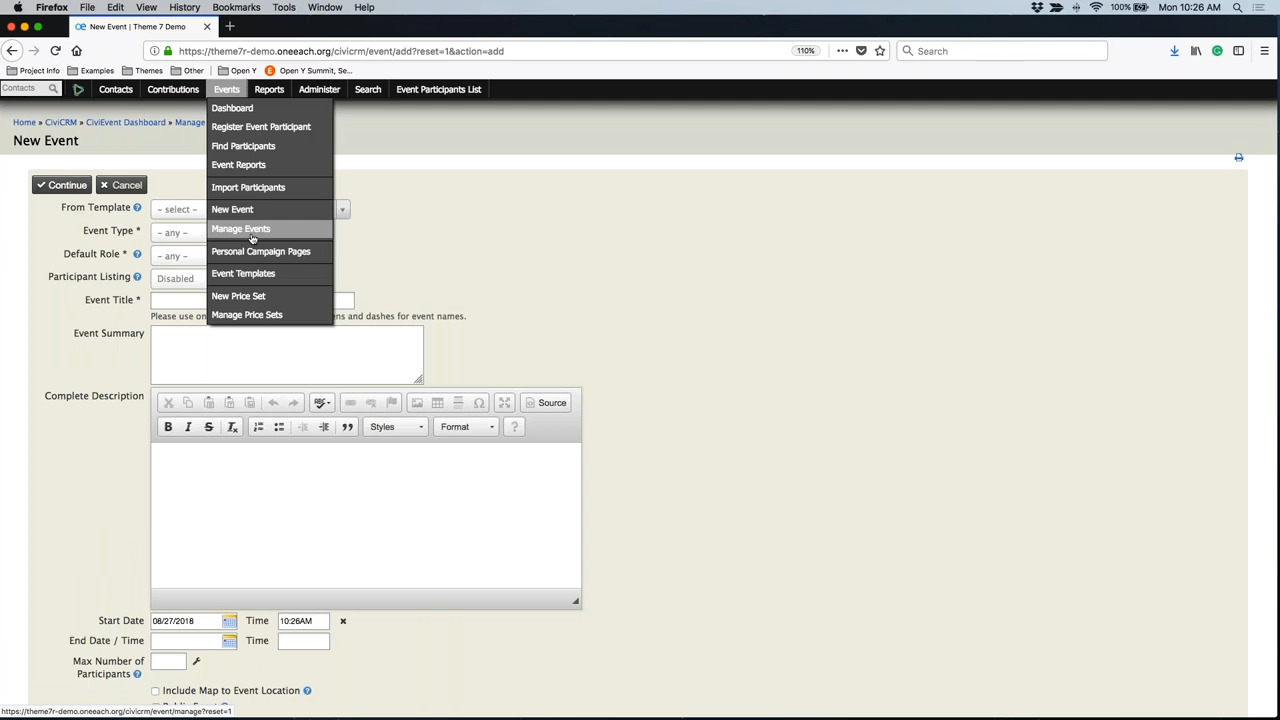 Firefox File Edit View History Bookmarks Tools Window Help 100% Mon 10:26 AM
New Event | Theme 7 Demo
https://theme7r-demo.oneeach.org/civicrm/event/add?reset=1&action=add 110% Search
Project Info Examples Themes Other Open Y Open Y Summit, Se...
Contacts Contacts Contributions Events Reports Administer Search Event Participants List
Dashboard
Home » CiviCRM » CiviEvent Dashboard » Manage
Register Event Participant
New Event
Find Participants
Event Reports
Continue Cancel
Import Participants
From Template - select -
New Event
Event Type * - any -
Manage Events
Default Role * - any -
Personal Campaign Pages
Participant Listing Disabled
Event Templates
Event Title *
New Price Set
Please use on ens and dashes for event names.
Manage Price Sets
Event Summary
Complete Description
Source
Styles Format
Start Date 08/27/2018 Time 10:26AM
End Date / Time Time
Max Number of
Participants
Include Map to Event Location
https://theme7r-demo.oneeach.org/civicrm/event/manage?reset=1